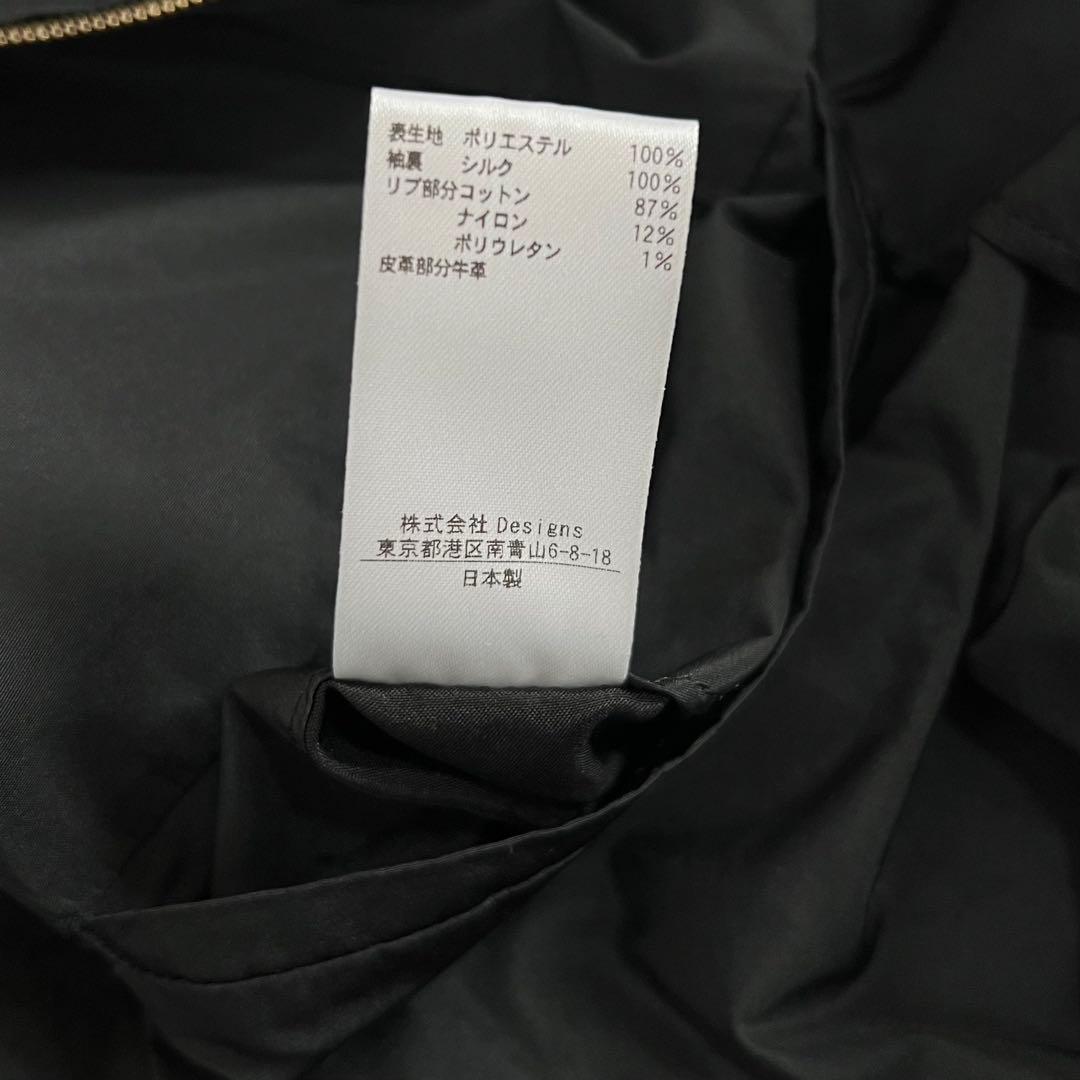 表生地 ポリエステル 100%
袖裏 シルク 100%
リブ部分コットン 87%
ナイロン 12%
ポリウレタン 1%
皮革部分牛革
株式会社 Designs
東京都港区南青山6-8-18
日本製